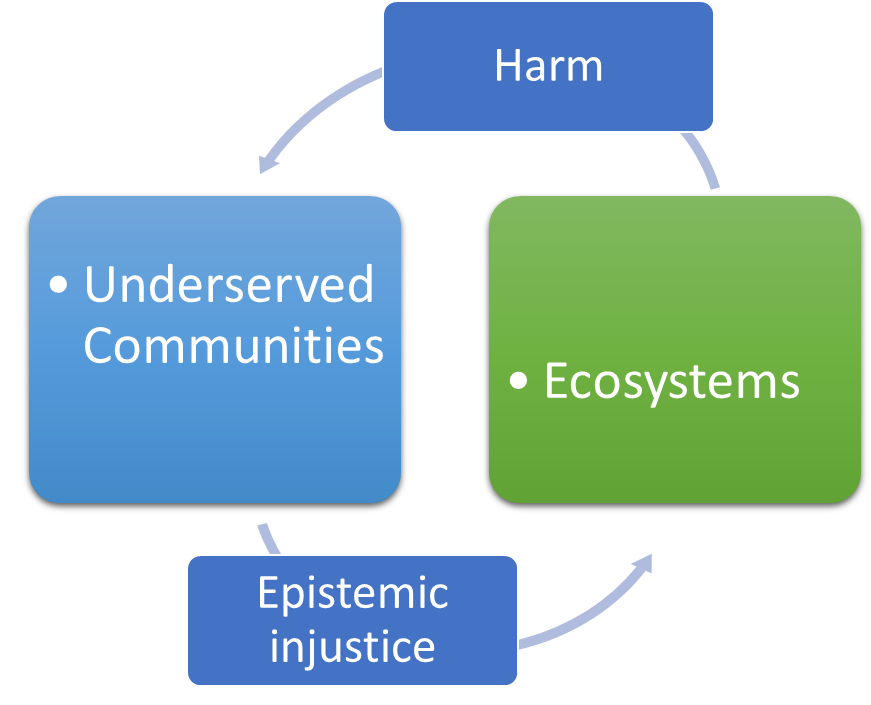 Harm
• Underserved
Communities
• Ecosystems
Epistemic
injustice